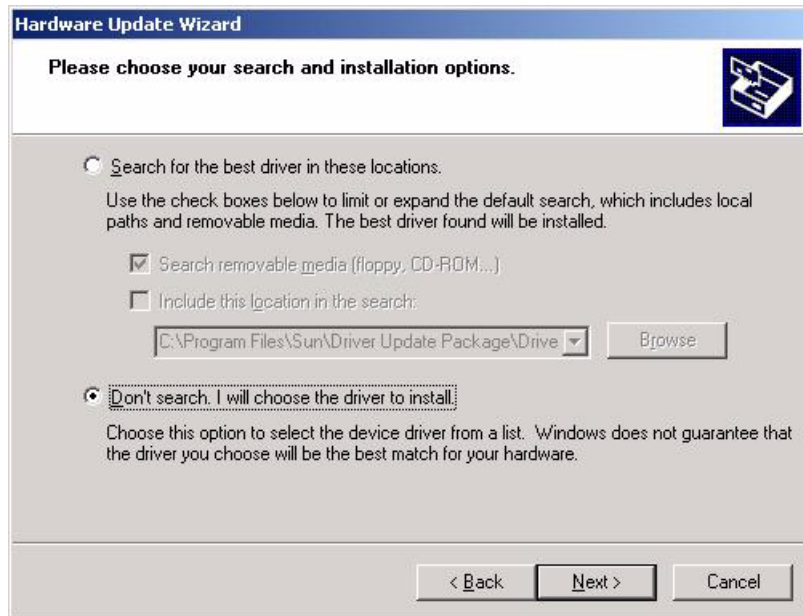 Hardware Update Wizard
Please choose your search and installation options.
Search for the best driver in these locations.
Use the check boxes below to limit or expand the default search, which includes local
paths and removable media. The best driver found will be installed.
Search removable media (floppy, CD-ROM...)
Include this location in the search:
C:\Program Files\Sun\Driver Update Package\Drive
Browse
Don't search. I will choose the driver to install.
Choose this option to select the device driver from a list. Windows does not guarantee that
the driver you choose will be the best match for your hardware.
< Back Next > Cancel